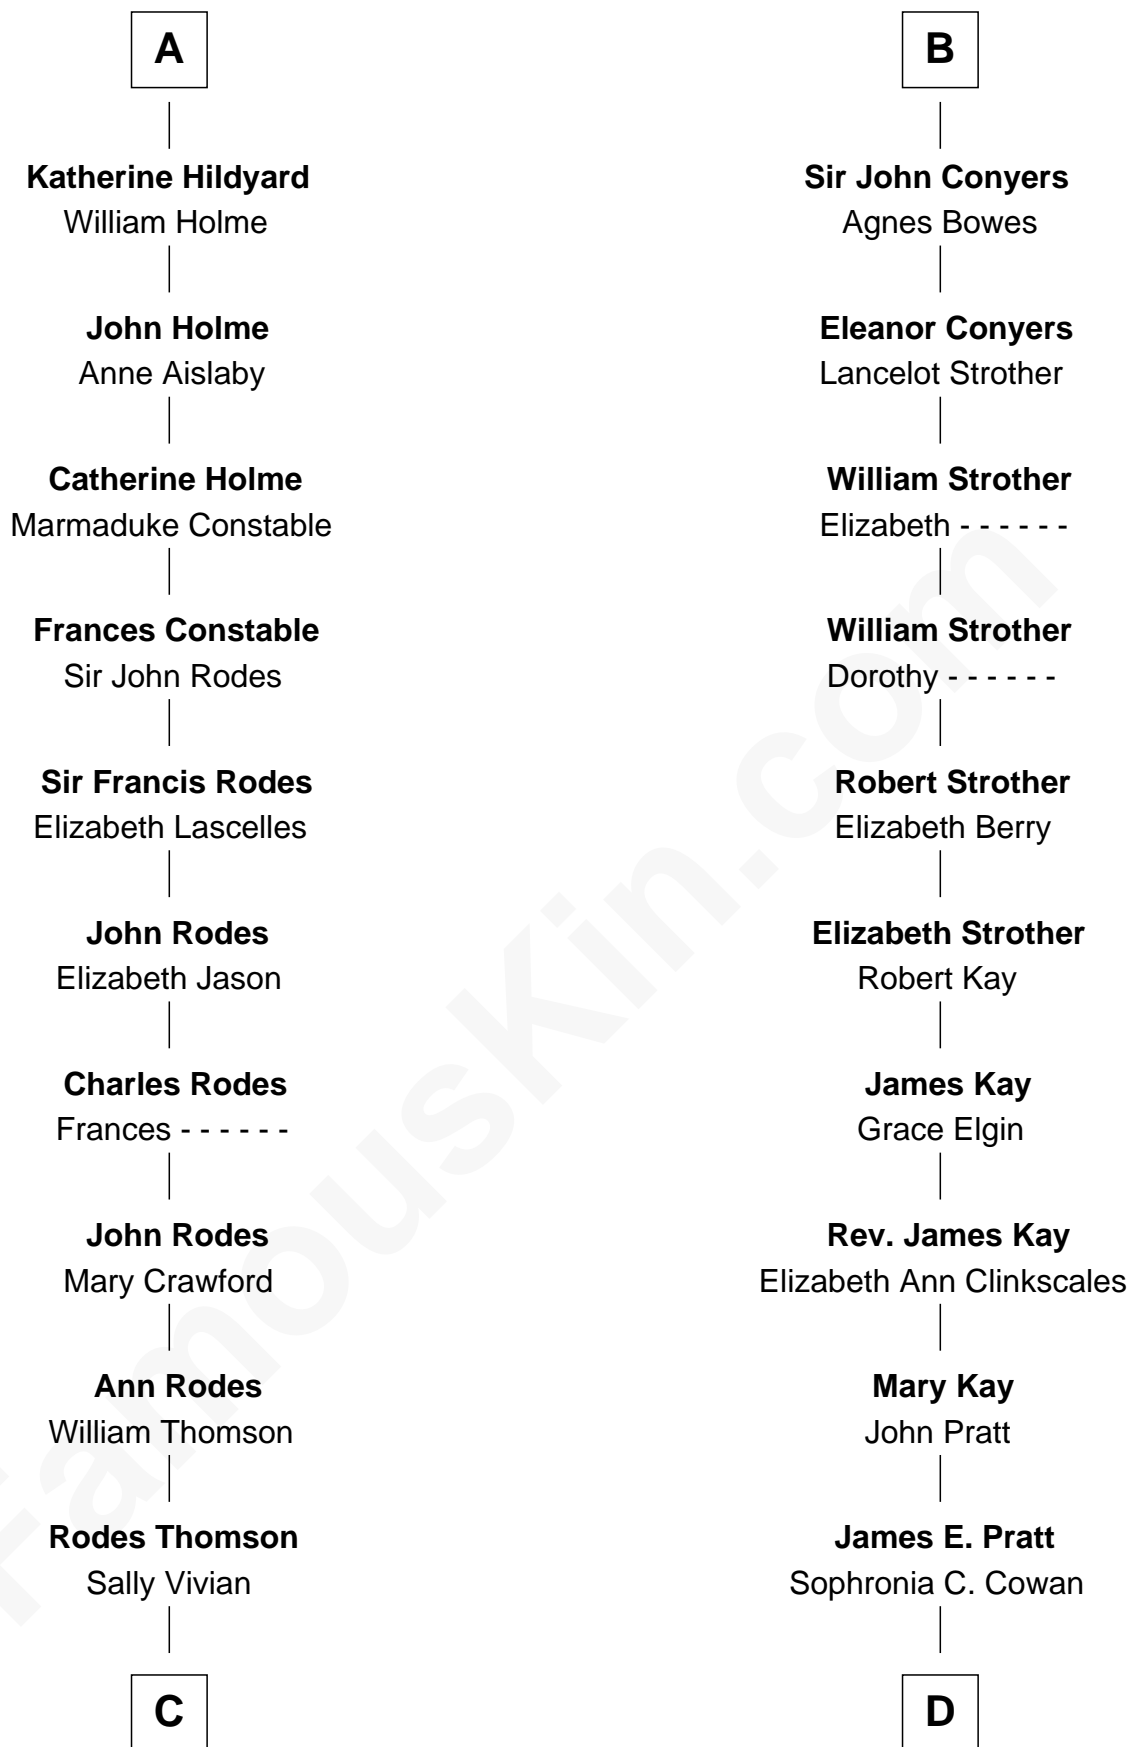 A
Katherine Hildyard
William Holme
John Holme
Anne Aislaby
Catherine Holme
Marmaduke Constable
Frances Constable
Sir John Rodes
Sir Francis Rodes
Elizabeth Lascelles
John Rodes
Elizabeth Jason
Charles Rodes
Frances - - - - - -
John Rodes
Mary Crawford
Ann Rodes
William Thomson
Rodes Thomson
Sally Vivian
C
B
Sir John Conyers
Agnes Bowes
Eleanor Conyers
Lancelot Strother
William Strother
Elizabeth - - - - - -
William Strother
Dorothy - - - - - -
Robert Strother
Elizabeth Berry
Elizabeth Strother
Robert Kay
James Kay
Grace Elgin
Rev. James Kay
Elizabeth Ann Clinkscales
Mary Kay
John Pratt
James E. Pratt
Sophronia C. Cowan
D
FamousKin.com